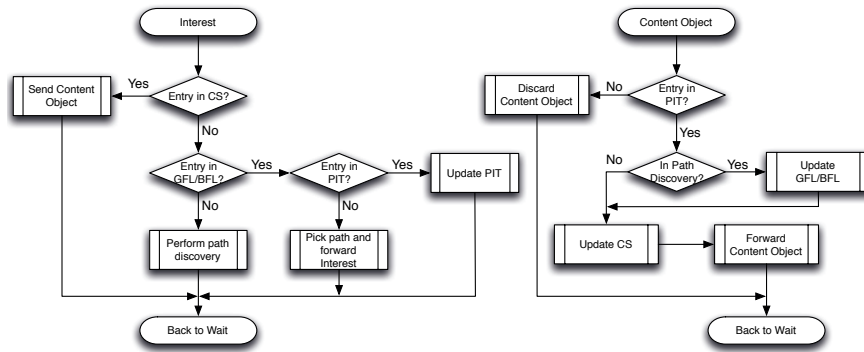 Interest
Entry in CS?
Yes
Send Content
Object
No
Entry in
GFL/BFL?
Yes
Entry in
PIT?
Yes
Update PIT
No
No
Perform path
discovery
Pick path and
forward
Interest
Back to Wait
Content Object
Entry in
PIT?
No
Discard
Content Object
Yes
In Path
Discovery?
No
Yes
Update
GFL/BFL
Update CS
Forward
Content Object
Back to Wait